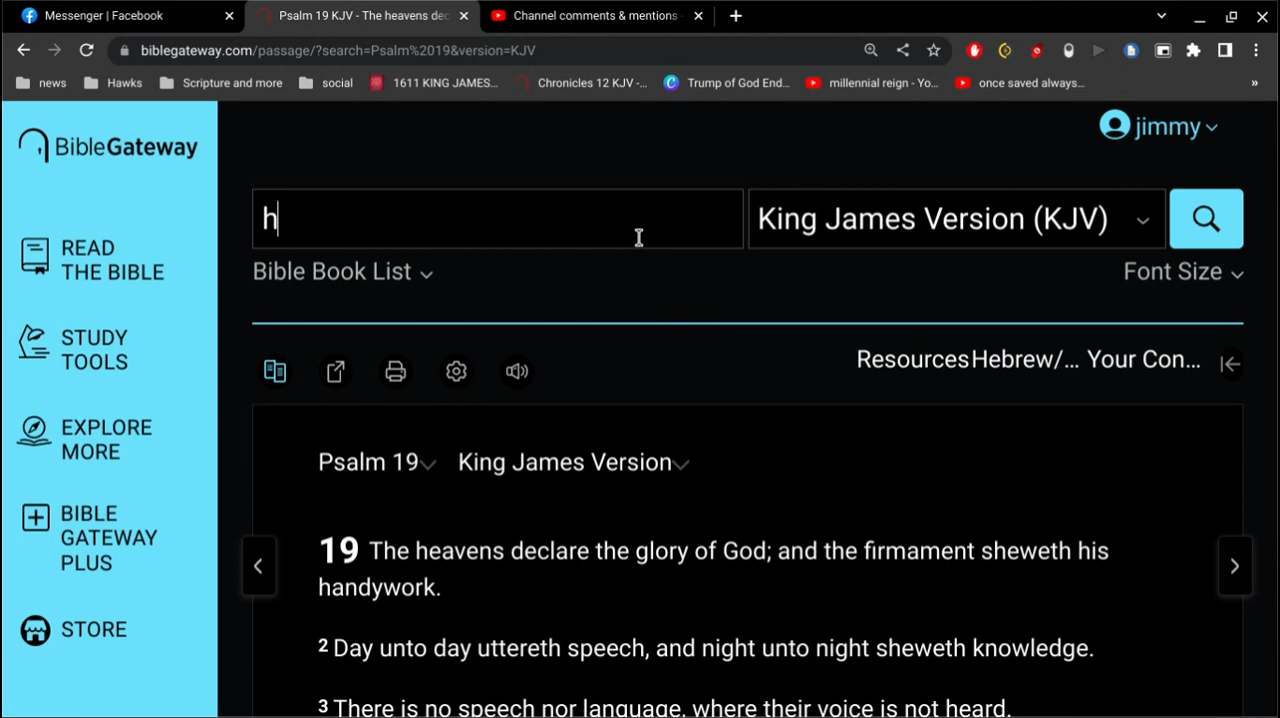 Messenger | Facebook
Psalm 19 KJV - The heavens dec
Channel comments & mentions
biblegateway.com/passage/?search=Psalm%2019&version=KJV
news Hawks Scripture and more social 1611 KING JAMES... Chronicles 12 KJV -... Trump of God End... millennial reign - Yo... once saved always... »
BibleGateway
jimmy
h
King James Version (KJV)
Bible Book List
Font Size
READ
THE BIBLE
STUDY
TOOLS
EXPLORE
MORE
BIBLE
GATEWAY
PLUS
STORE
Resources Hebrew/... Your Con...
Psalm 19 King James Version
19 The heavens declare the glory of God; and the firmament sheweth his
handywork.
2 Day unto day uttereth speech, and night unto night sheweth knowledge.
3 There is no speech nor language, where their voice is not heard.